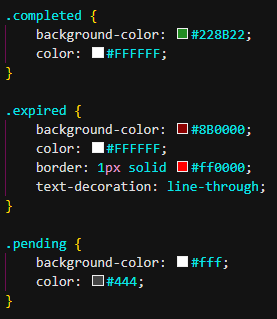 .completed {
    background-color: #228B22;
    color: #FFFFFF;
}

.expired {
    background-color: #8B0000;
    color: #FFFFFF;
    border: 1px solid #ff0000;
    text-decoration: line-through;
}

.pending {
    background-color: #fff;
    color: #444;
}